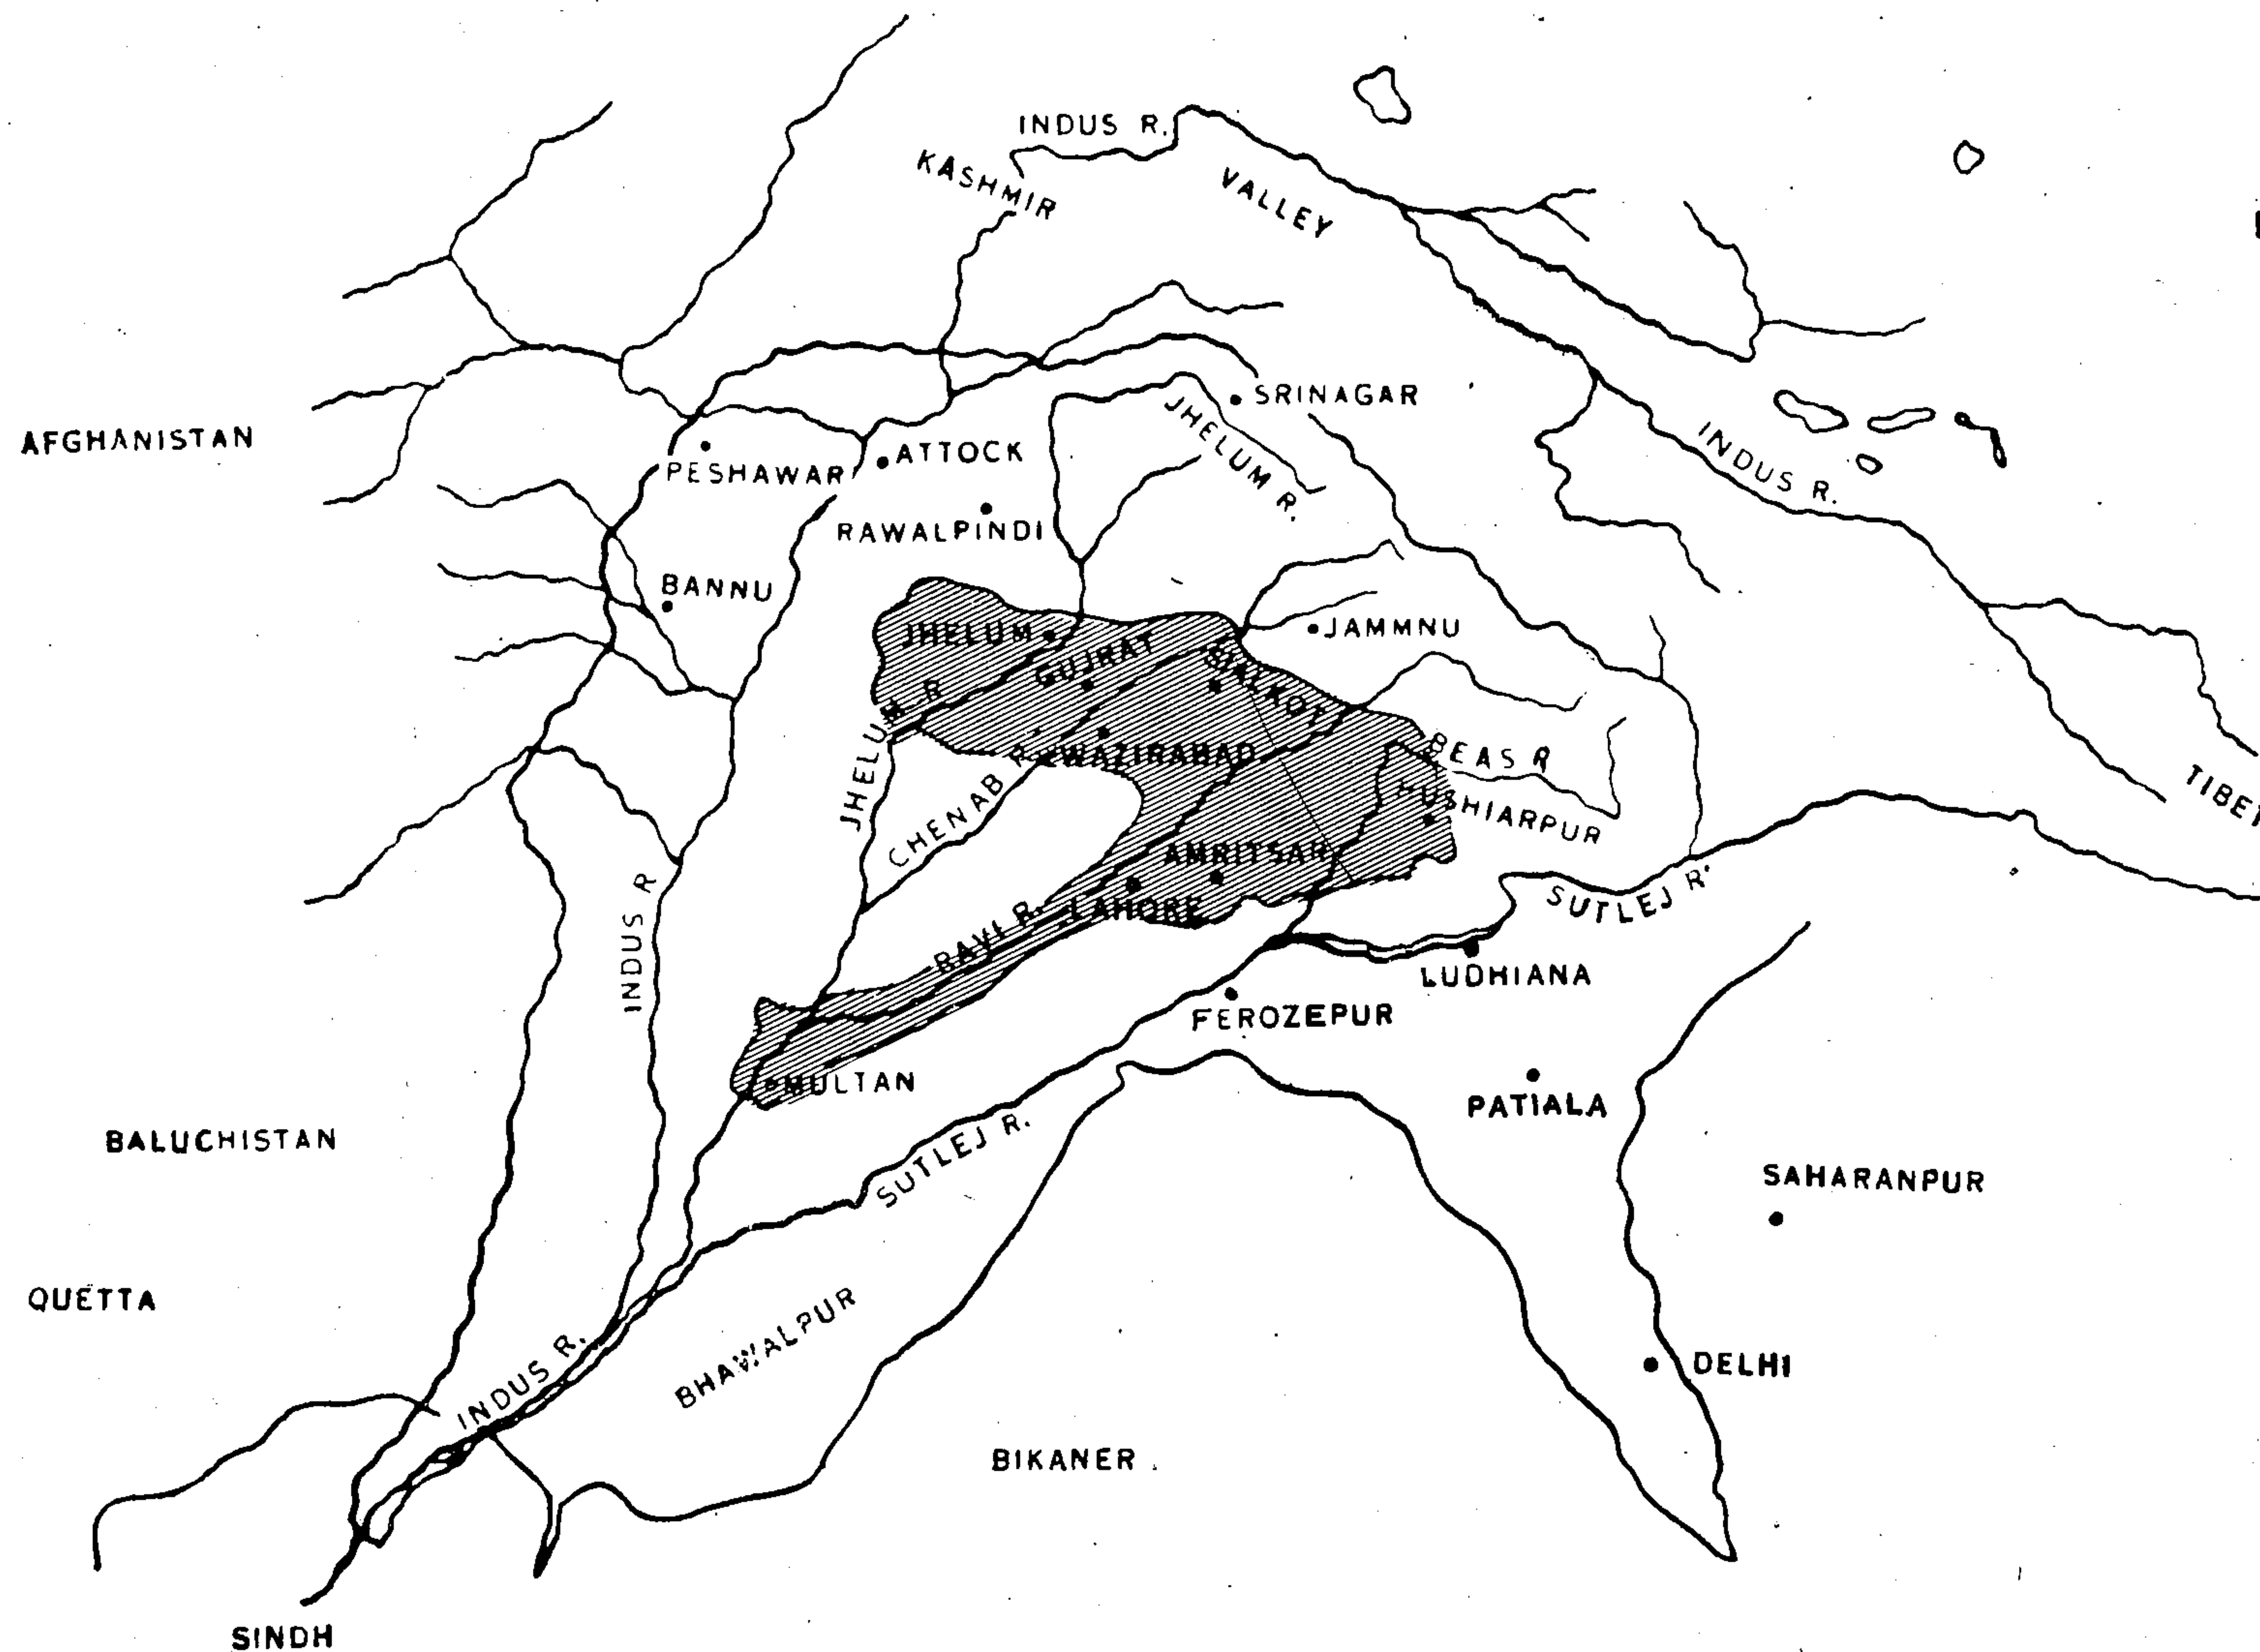 INDUS R.
KASHMIR
VALLEY
SRINAGAR
JHELUM R.
AFGHANISTAN
ATTOCK
PESHAWAR
INDUS R.
RAWALPINDI
BANNU
JAMMNU
JHELUM
GUJRAT
SIALKOT
JHELUM R
WAZIRABAD
BEAS R
CHENAB R.
HUSHIARPUR
TIBET
AMRITSAR
INDUS R
LAHORE
SUTLEJ R.
RAVI R.
LUDHIANA
FEROZEPUR
MULTAN
PATIALA
BALUCHISTAN
SUTLEJ R.
SAHARANPUR
QUETTA
BHAWALPUR
INDUS R.
DELHI
BIKANER
SINDH